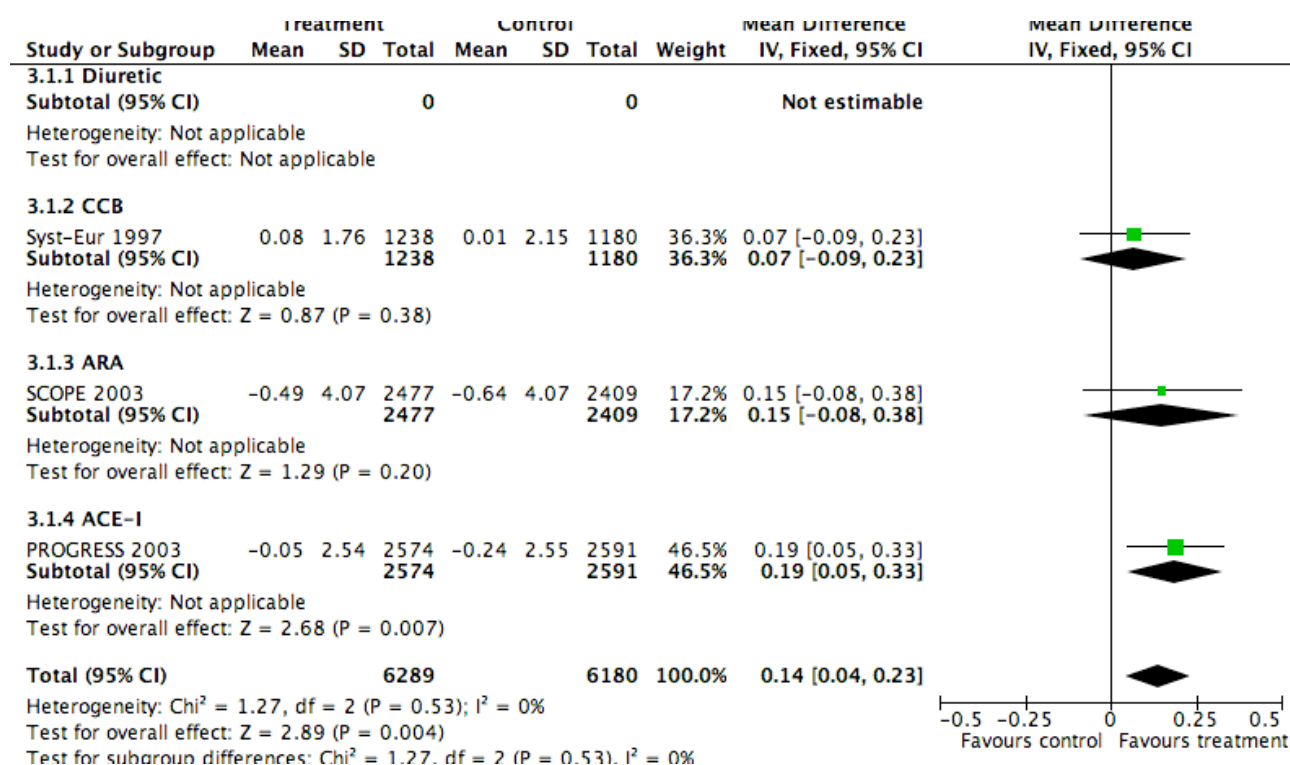 Treatment Control Mean Difference Mean Difference
Study or Subgroup Mean SD Total Mean SD Total Weight IV, Fixed, 95% CI IV, Fixed, 95% CI
3.1.1 Diuretic
Subtotal (95% CI) 0 0 Not estimable
Heterogeneity: Not applicable
Test for overall effect: Not applicable
3.1.2 CCB
Syst-Eur 1997 0.08 1.76 1238 0.01 2.15 1180 36.3% 0.07 [-0.09, 0.23]
Subtotal (95% CI) 1238 1180 36.3% 0.07 [-0.09, 0.23]
Heterogeneity: Not applicable
Test for overall effect: Z = 0.87 (P = 0.38)
3.1.3 ARA
SCOPE 2003 -0.49 4.07 2477 -0.64 4.07 2409 17.2% 0.15 [-0.08, 0.38]
Subtotal (95% CI) 2477 2409 17.2% 0.15 [-0.08, 0.38]
Heterogeneity: Not applicable
Test for overall effect: Z = 1.29 (P = 0.20)
3.1.4 ACE-I
PROGRESS 2003 -0.05 2.54 2574 -0.24 2.55 2591 46.5% 0.19 [0.05, 0.33]
Subtotal (95% CI) 2574 2591 46.5% 0.19 [0.05, 0.33]
Heterogeneity: Not applicable
Test for overall effect: Z = 2.68 (P = 0.007)
Total (95% CI) 6289 6180 100.0% 0.14 [0.04, 0.23]
Heterogeneity: Chi² = 1.27, df = 2 (P = 0.53); I² = 0%
Test for overall effect: Z = 2.89 (P = 0.004)
Test for subgroup differences: Chi² = 1.27, df = 2 (P = 0.53), I² = 0%
-0.5 -0.25 0 0.25 0.5
Favours control Favours treatment